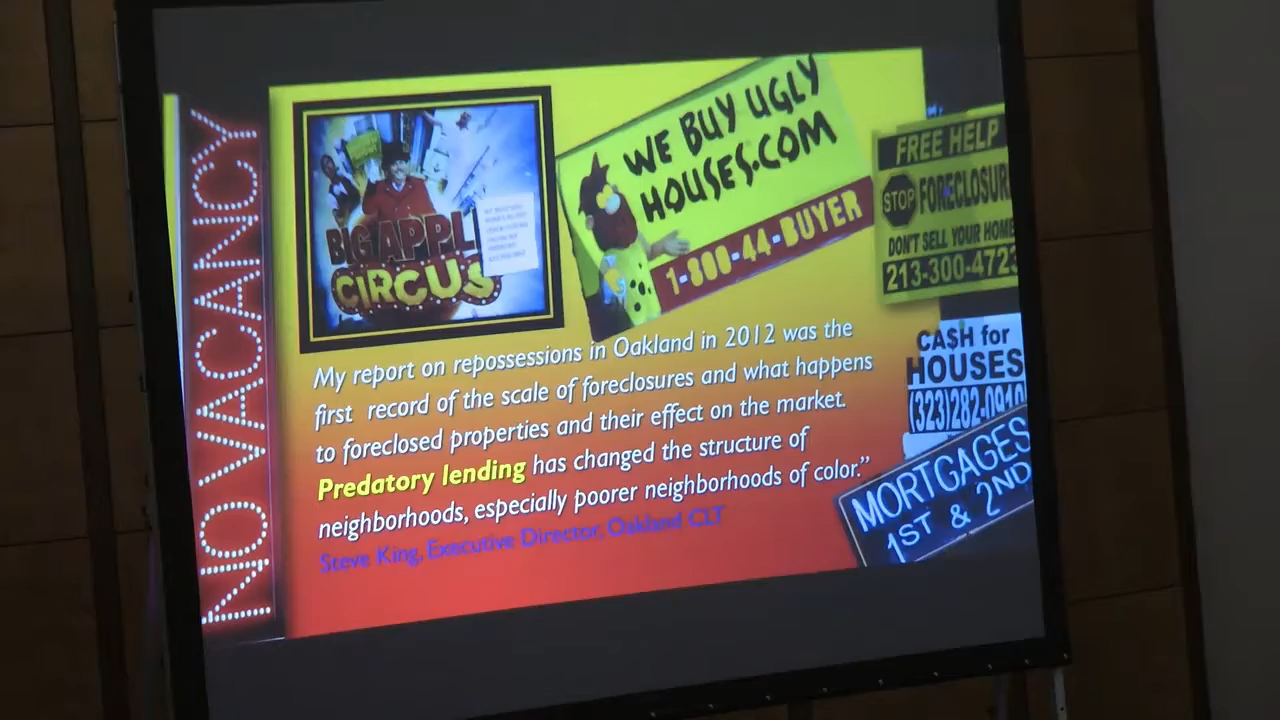 NO VACANCY
BIG APPL
CIRCUS
WE BUY UGLY
HOUSES.COM
1-800-44-BUYER
FREE HELP
STOP FORECLOSUR
DON'T SELL YOUR HOME
213-300-4723
CA$H for
HOUSES
(323)282-0910
MORTGAGES
1ST & 2ND
My report on repossessions in Oakland in 2012 was the
first record of the scale of foreclosures and what happens
to foreclosed properties and their effect on the market.
Predatory lending has changed the structure of
neighborhoods, especially poorer neighborhoods of color.”
Steve King, Executive Director, Oakland CLT